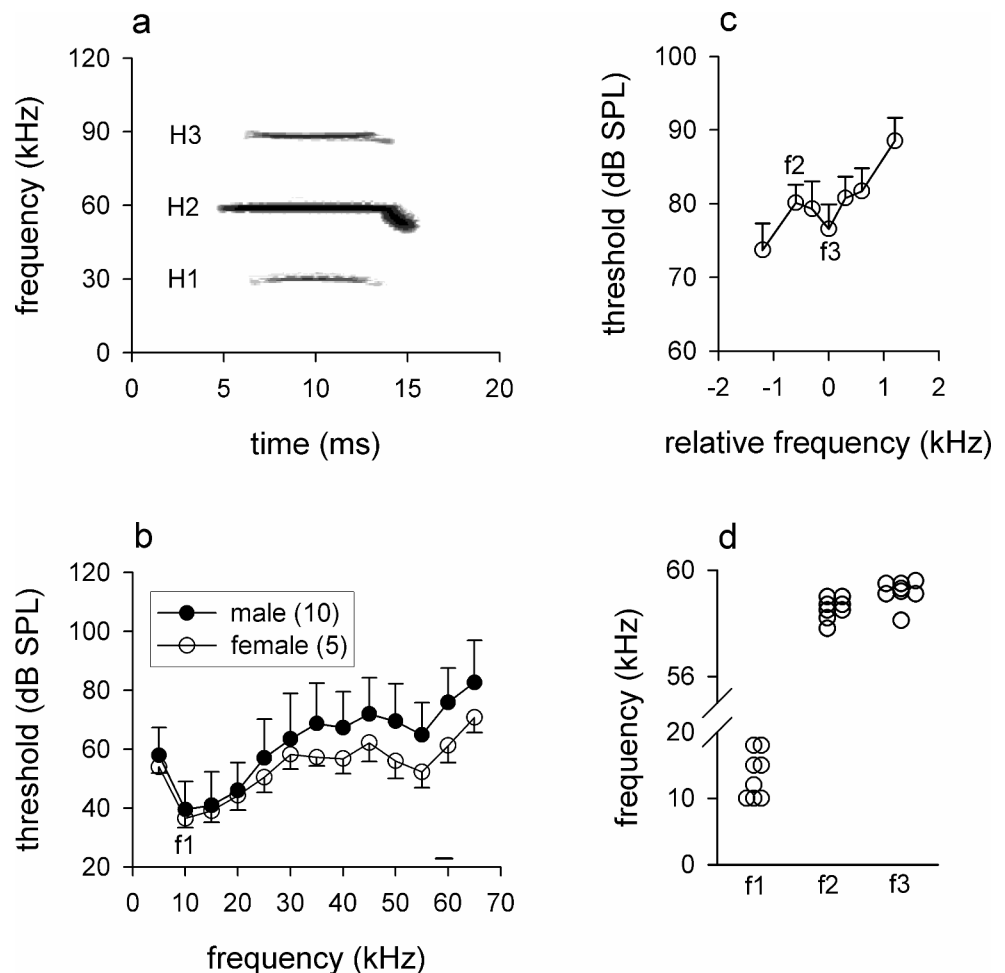 a
frequency (kHz)
120
90
60
30
0
H3
H2
H1
0 5 10 15 20
time (ms)
c
threshold (dB SPL)
100
90
80
70
60
f2
f3
-2 -1 0 1 2
relative frequency (kHz)
b
threshold (dB SPL)
120
100
80
60
40
20
male (10)
female (5)
f1
0 10 20 30 40 50 60 70
frequency (kHz)
d
frequency (kHz)
60
56
20
10
0
f1 f2 f3